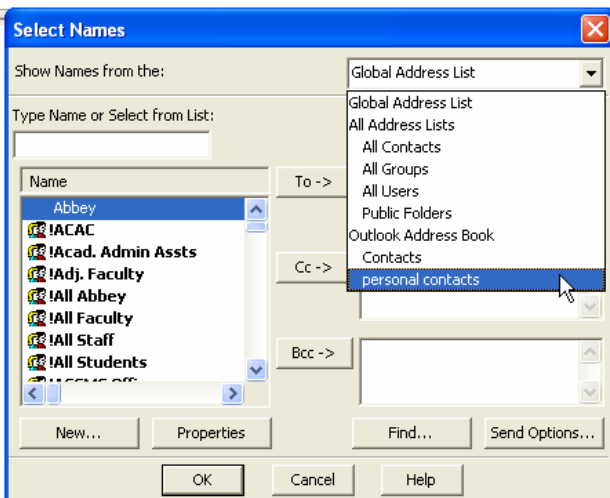 Select Names
Show Names from the:
Global Address List
Global Address List
All Address Lists
All Contacts
All Groups
All Users
Public Folders
Outlook Address Book
Contacts
personal contacts
Type Name or Select from List:
Name
Abbey
!ACAC
!Acad. Admin Assts
!Adj. Faculty
!All Abbey
!All Faculty
!All Staff
!All Students
To ->
Cc ->
Bcc ->
New...
Properties
Find...
Send Options...
OK
Cancel
Help